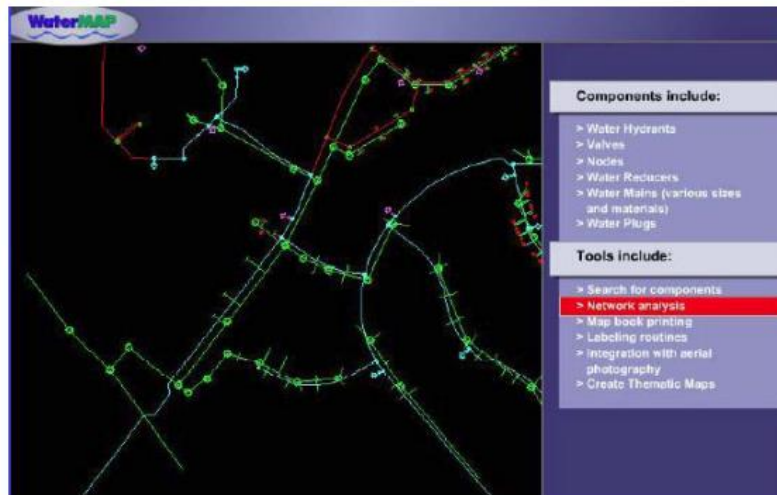 WaterMAP
Components include:
> Water Hydrants
> Valves
> Nodes
> Water Reducers
> Water Mains (various sizes
and materials)
> Water Plugs
Tools include:
> Search for components
> Network analysis
> Map book printing
> Labeling routines
> Integration with aerial
photography
> Create Thematic Maps